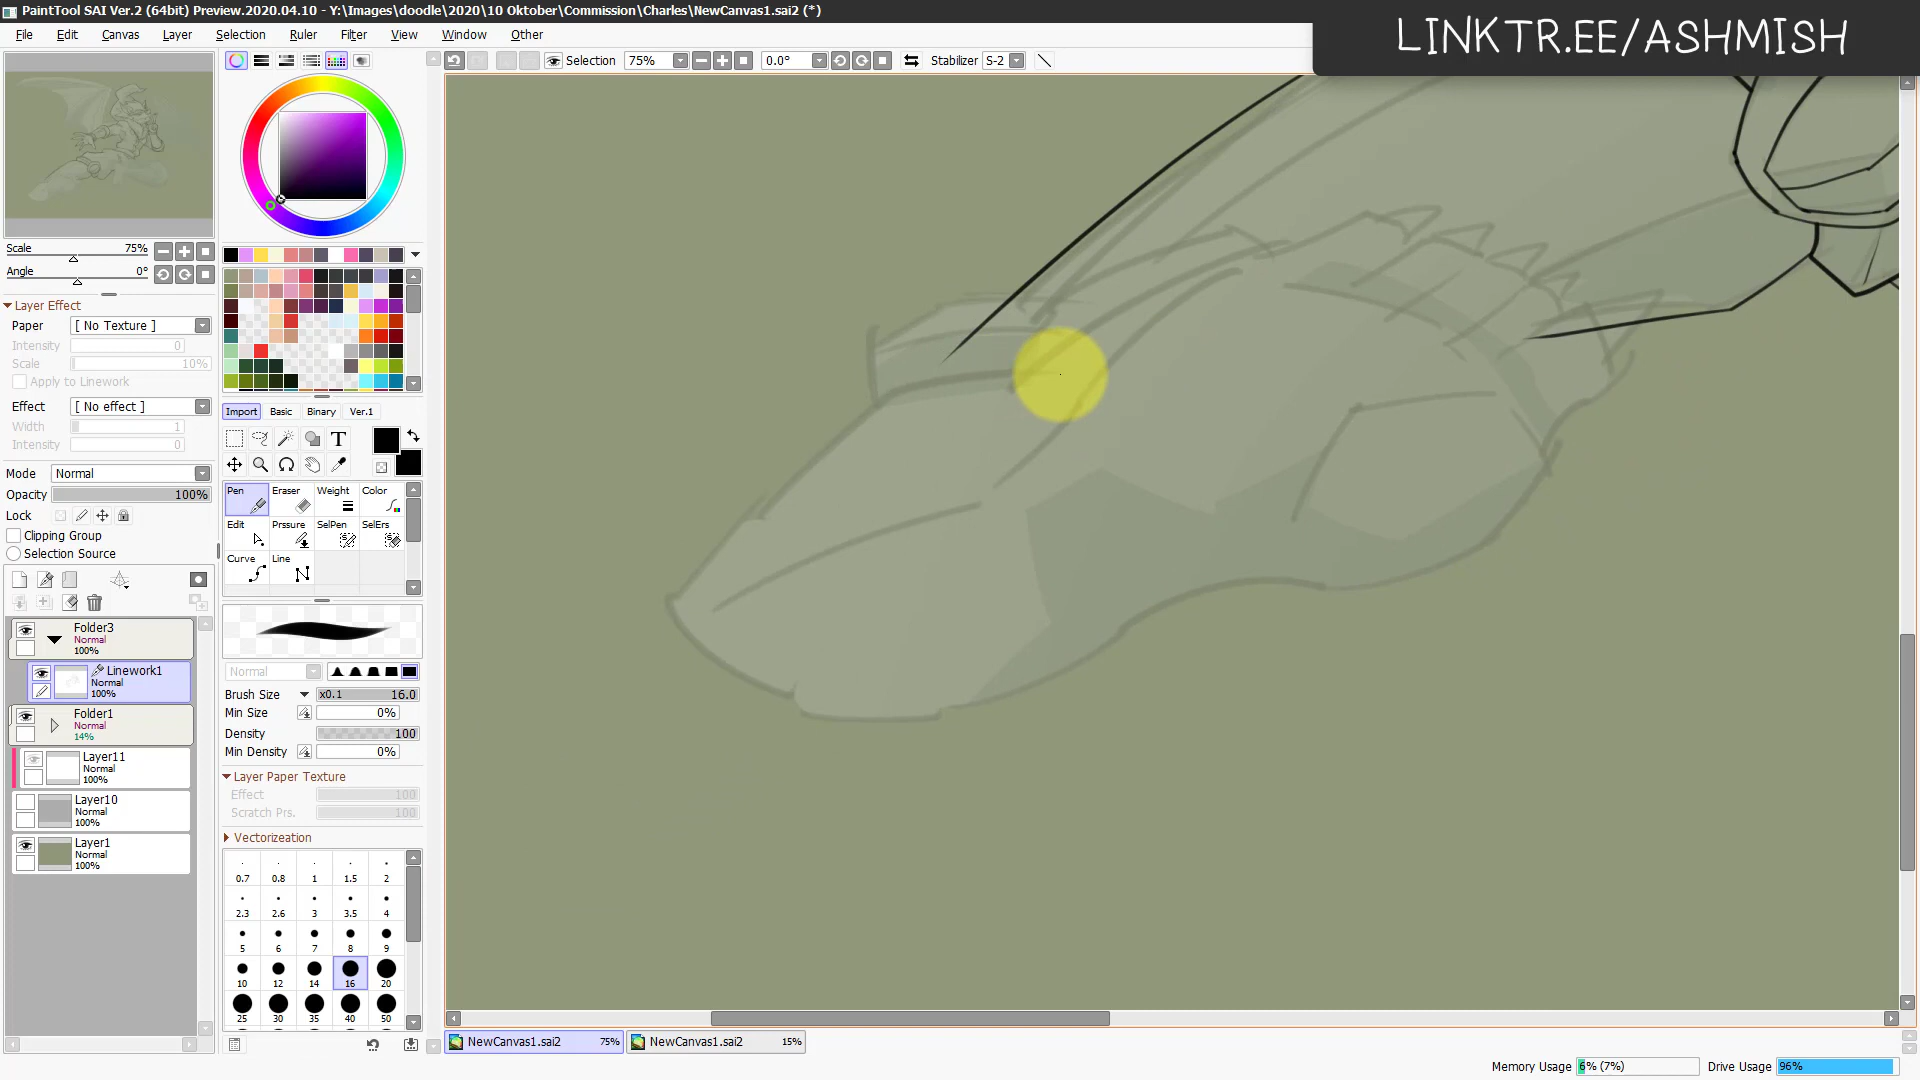 PaintTool SAI Ver.2 (64bit) Preview.2020.04.10 - Y:\Images\doodle\2020\10 Oktober\Commission\Charles\NewCanvas1.sai2 (*)
LINKTR.EE/ASHMISH
File Edit Canvas Layer Selection Ruler Filter View Window Other
Selection 75% 0.0° Stabilizer S-2
Scale 75%
Angle 0°
Layer Effect
Paper [ No Texture ]
Intensity 0
Scale 10%
Apply to Linework
Effect [ No effect ]
Width 1
Intensity 0
Mode Normal
Opacity 100%
Lock
Clipping Group
Selection Source
Folder3
Normal
100%
Linework1
Normal
100%
Folder1
Normal
14%
Layer11
Normal
100%
Layer10
Normal
100%
Layer1
Normal
100%
Import Basic Binary Ver.1
T
Pen Eraser Weight Color
Edit Prssure SelPen SelErs
Curve Line
Normal
Brush Size x0.1 16.0
Min Size 0%
Density 100
Min Density 0%
Layer Paper Texture
Effect 100
Scratch Prs. 100
Vectorization
0.7 0.8 1 1.5 2
2.3 2.6 3 3.5 4
5 6 7 8 9
10 12 14 16 20
25 30 35 40 50
NewCanvas1.sai2 75% NewCanvas1.sai2 15%
Memory Usage 6% (7%) Drive Usage 96%